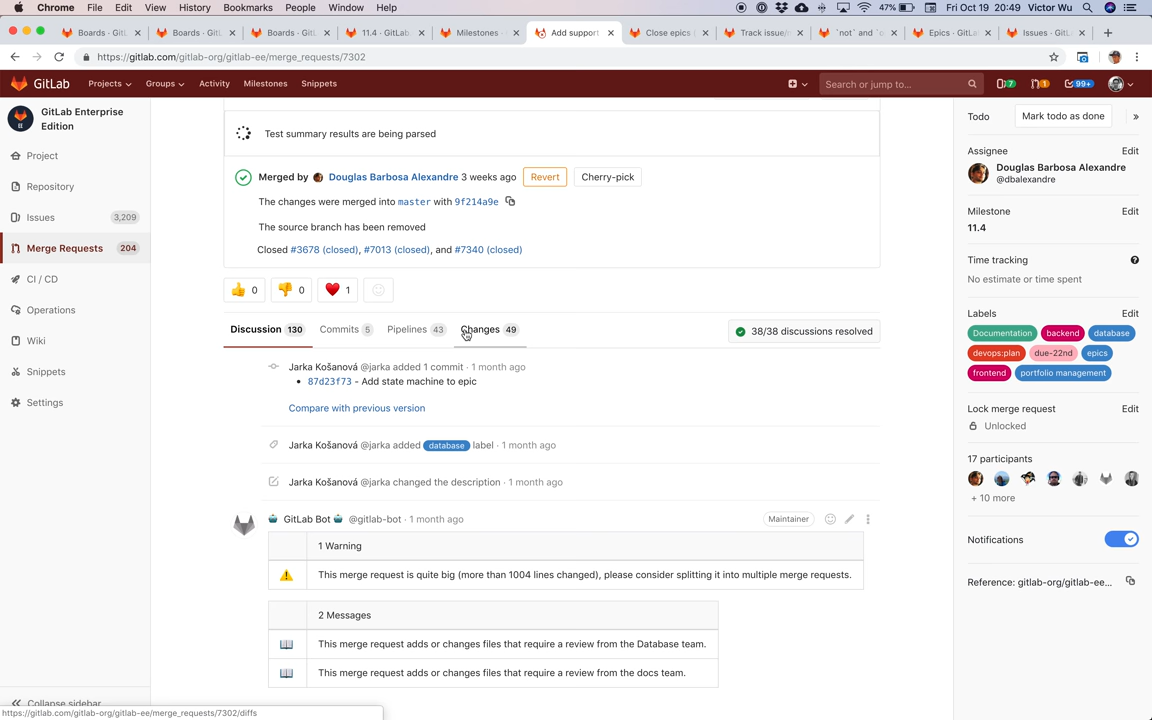 Chrome File Edit View History Bookmarks People Window Help 47% Fri Oct 19 20:49 Victor Wu
Boards · GitL Boards · GitL Boards · GitL 11.4 · GitLab Milestones · Add support Close epics ( Track issue/m `not` and `o Epics · GitLa Issues · GitL
https://gitlab.com/gitlab-org/gitlab-ee/merge_requests/7302
GitLab Projects Groups Activity Milestones Snippets Search or jump to... 7 1 99+
GitLab Enterprise
Edition
Project
Repository
Issues 3,209
Merge Requests 204
CI / CD
Operations
Wiki
Snippets
Settings
Collapse sidebar
Test summary results are being parsed
Merged by Douglas Barbosa Alexandre 3 weeks ago Revert Cherry-pick
The changes were merged into master with 9f214a9e
The source branch has been removed
Closed #3678 (closed), #7013 (closed), and #7340 (closed)
0 0 1
Discussion 130 Commits 5 Pipelines 43 Changes 49 38/38 discussions resolved
Jarka Košanová @jarka added 1 commit · 1 month ago
87d23f73 - Add state machine to epic
Compare with previous version
Jarka Košanová @jarka added database label · 1 month ago
Jarka Košanová @jarka changed the description · 1 month ago
GitLab Bot @gitlab-bot · 1 month ago Maintainer
1 Warning
This merge request is quite big (more than 1004 lines changed), please consider splitting it into multiple merge requests.
2 Messages
This merge request adds or changes files that require a review from the Database team.
This merge request adds or changes files that require a review from the docs team.
Todo Mark todo as done
Assignee Edit
Douglas Barbosa Alexandre
@dbalexandre
Milestone Edit
11.4
Time tracking
No estimate or time spent
Labels Edit
Documentation backend database
devops:plan due-22nd epics
frontend portfolio management
Lock merge request Edit
Unlocked
17 participants
+ 10 more
Notifications
Reference: gitlab-org/gitlab-ee...
https://gitlab.com/gitlab-org/gitlab-ee/merge_requests/7302/diffs